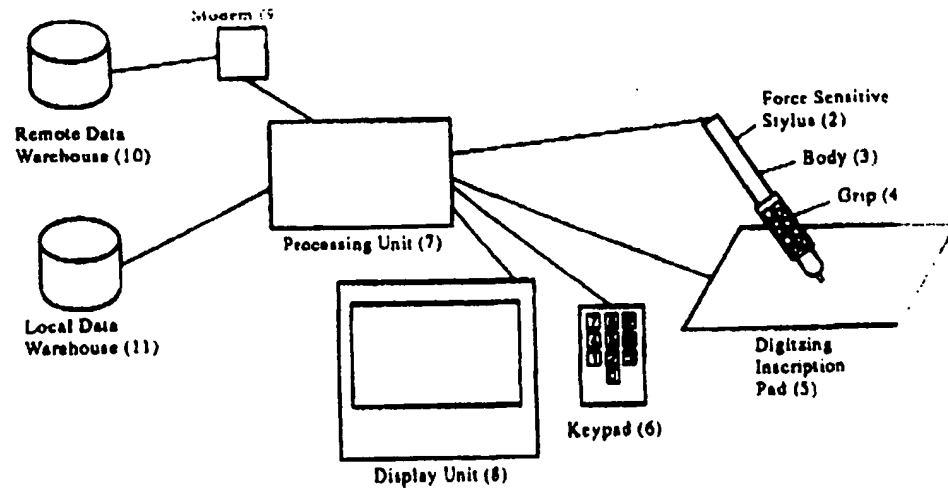 Modem (9
Force Sensitive
Stylus (2)
Body (3)
Grip (4
Remote Data
Warehouse (10)
Processing Unit (7)
Local Data
Warehouse (11)
Digitzing
Inscription
Pad (5)
Keypad (6)
Display Unit (8)